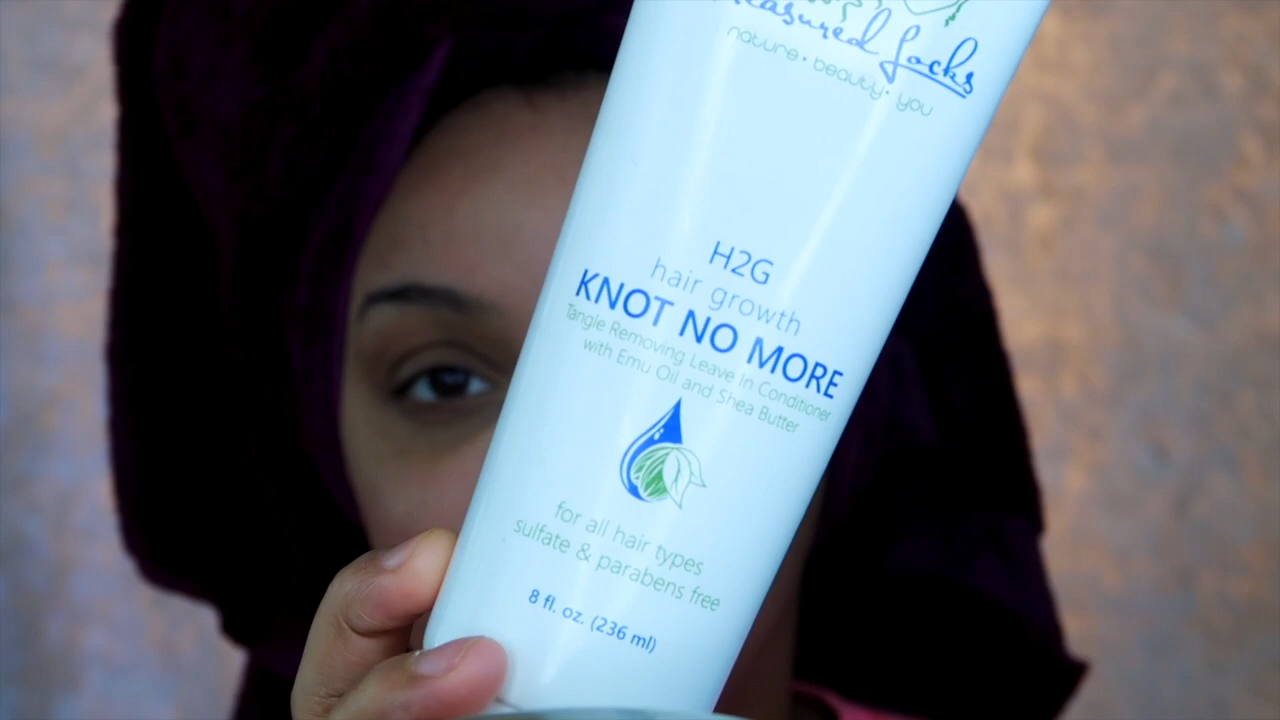 Locks
nature • beauty • you
H2G
hair growth
KNOT NO MORE
Tangle Removing Leave In Conditioner
with Emu Oil and Shea Butter
for all hair types
sulfate & parabens free
8 fl. oz. (236 ml)